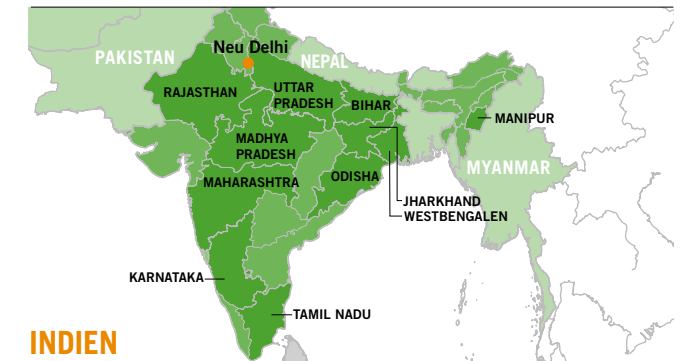 Neu Delhi
PAKISTAN
NEPAL
RAJASTHAN
UTTAR
PRADESH
BIHAR
MANIPUR
MADHYA
PRADESH
MYANMAR
MAHARASHTRA
ODISHA
JHARKHAND
WESTBENGALEN
KARNATAKA
TAMIL NADU
INDIEN